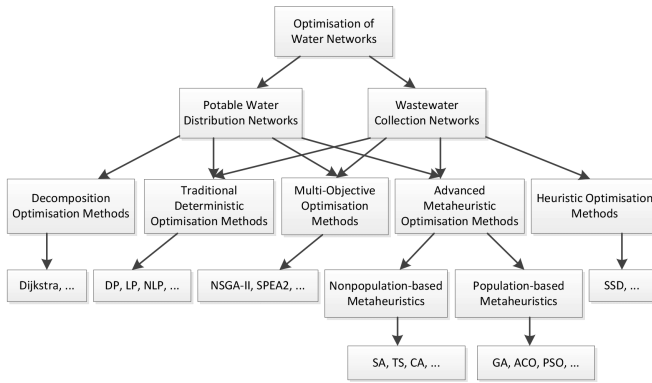 Optimisation of
Water Networks
Potable Water
Distribution Networks
Wastewater
Collection Networks
Decomposition
Optimisation Methods
Traditional
Deterministic
Optimisation Methods
Multi-Objective
Optimisation
Methods
Advanced
Metaheuristic
Optimisation Methods
Heuristic Optimisation
Methods
Dijkstra, ...
DP, LP, NLP, ...
NSGA-II, SPEA2, ...
Nonpopulation-based
Metaheuristics
Population-based
Metaheuristics
SSD, ...
SA, TS, CA, ...
GA, ACO, PSO, ...